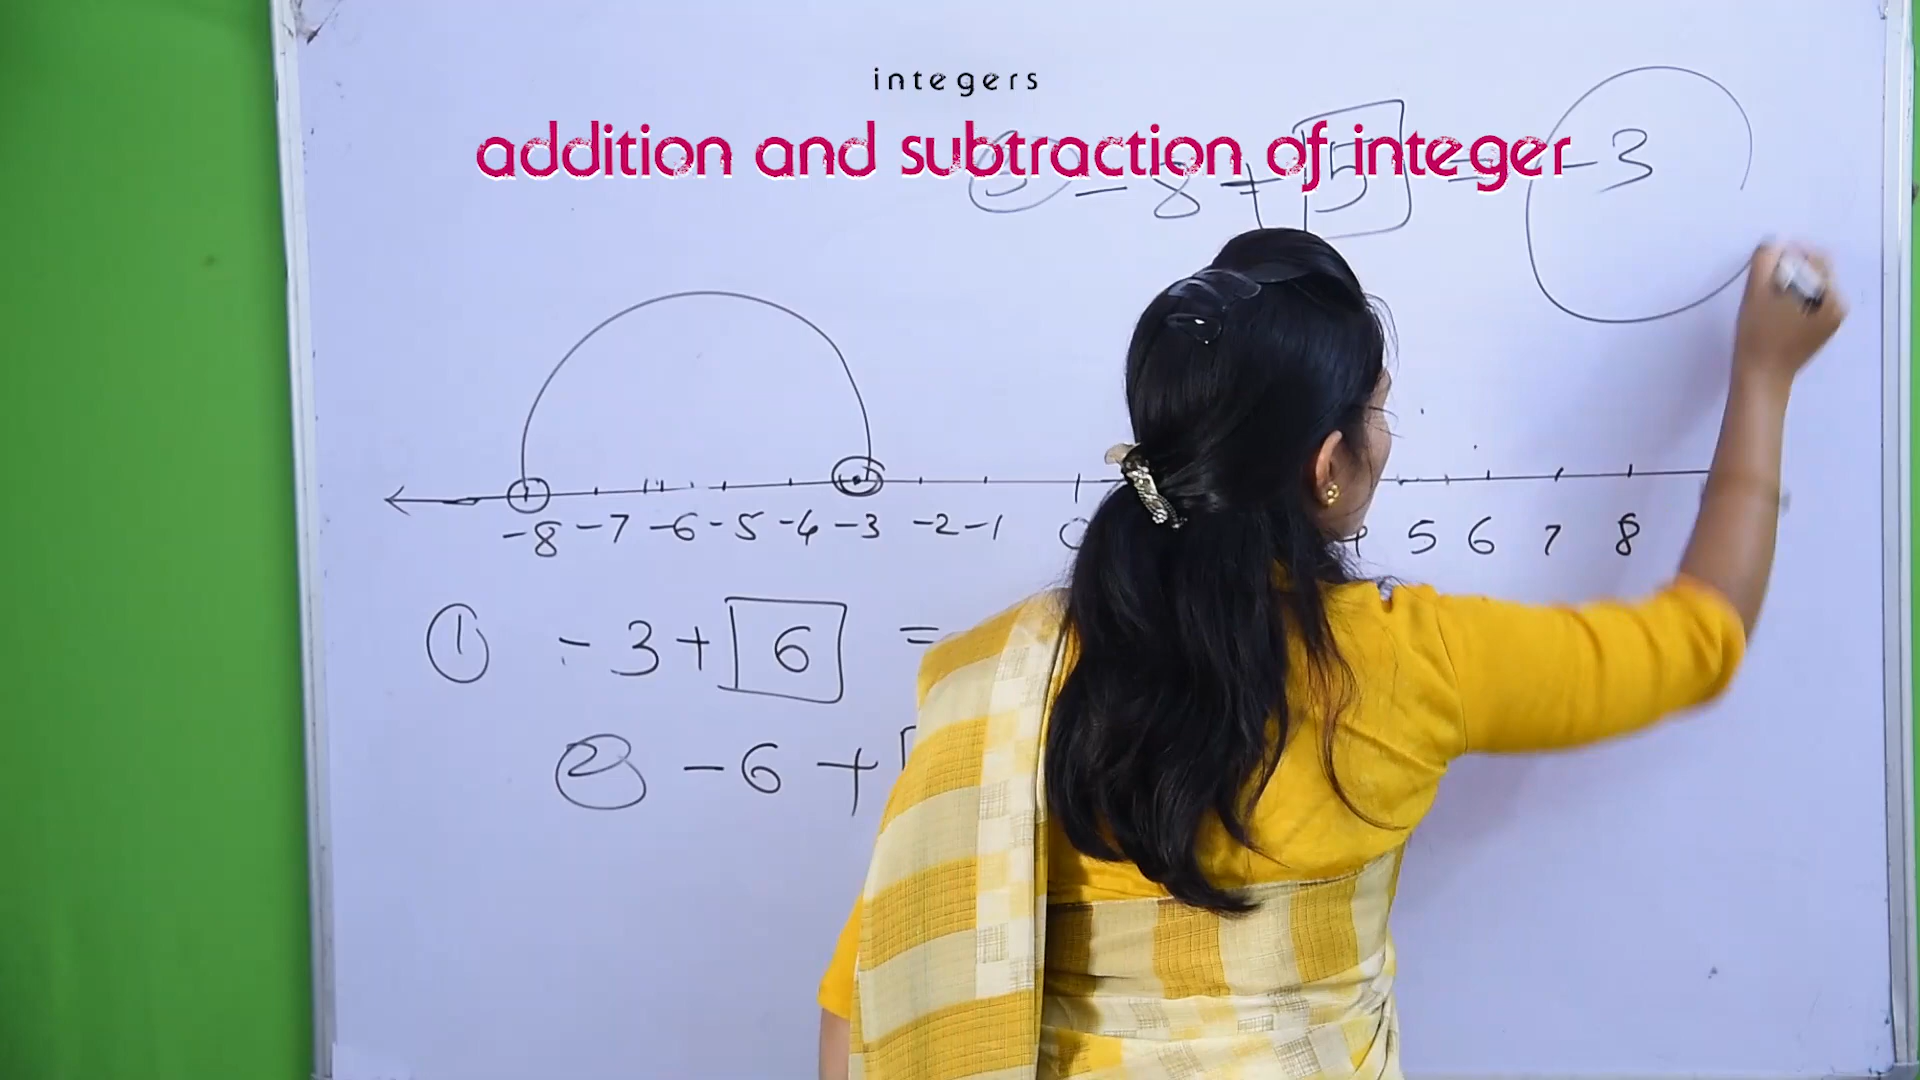 integers
addition and subtraction of integer
- 8 + 5 = - 3
-8 -7 -6 -5 -4 -3 -2 -1 0 5 6 7 8
1 - 3 + 6 =
2 - 6 +